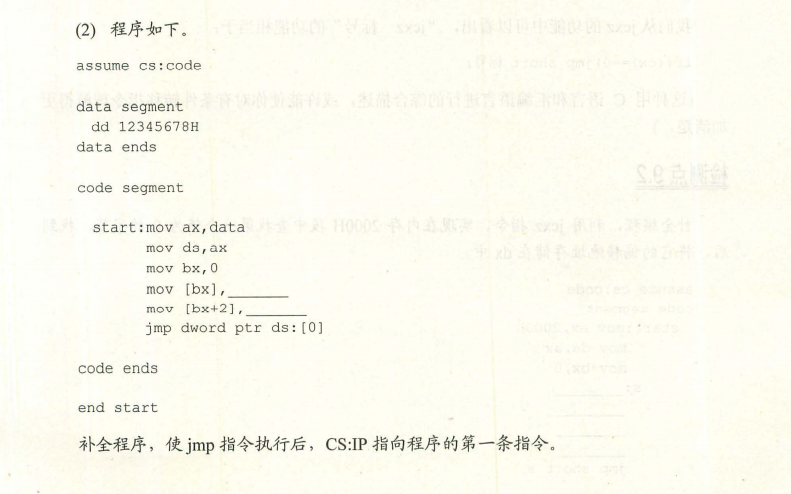 (2) 程序如下。
assume cs:code
data segment
dd 12345678H
data ends
code segment
start:mov ax,data
mov ds,ax
mov bx,0
mov [bx],______
mov [bx+2],______
jmp dword ptr ds:[0]
code ends
end start
补全程序，使 jmp 指令执行后，CS:IP 指向程序的第一条指令。